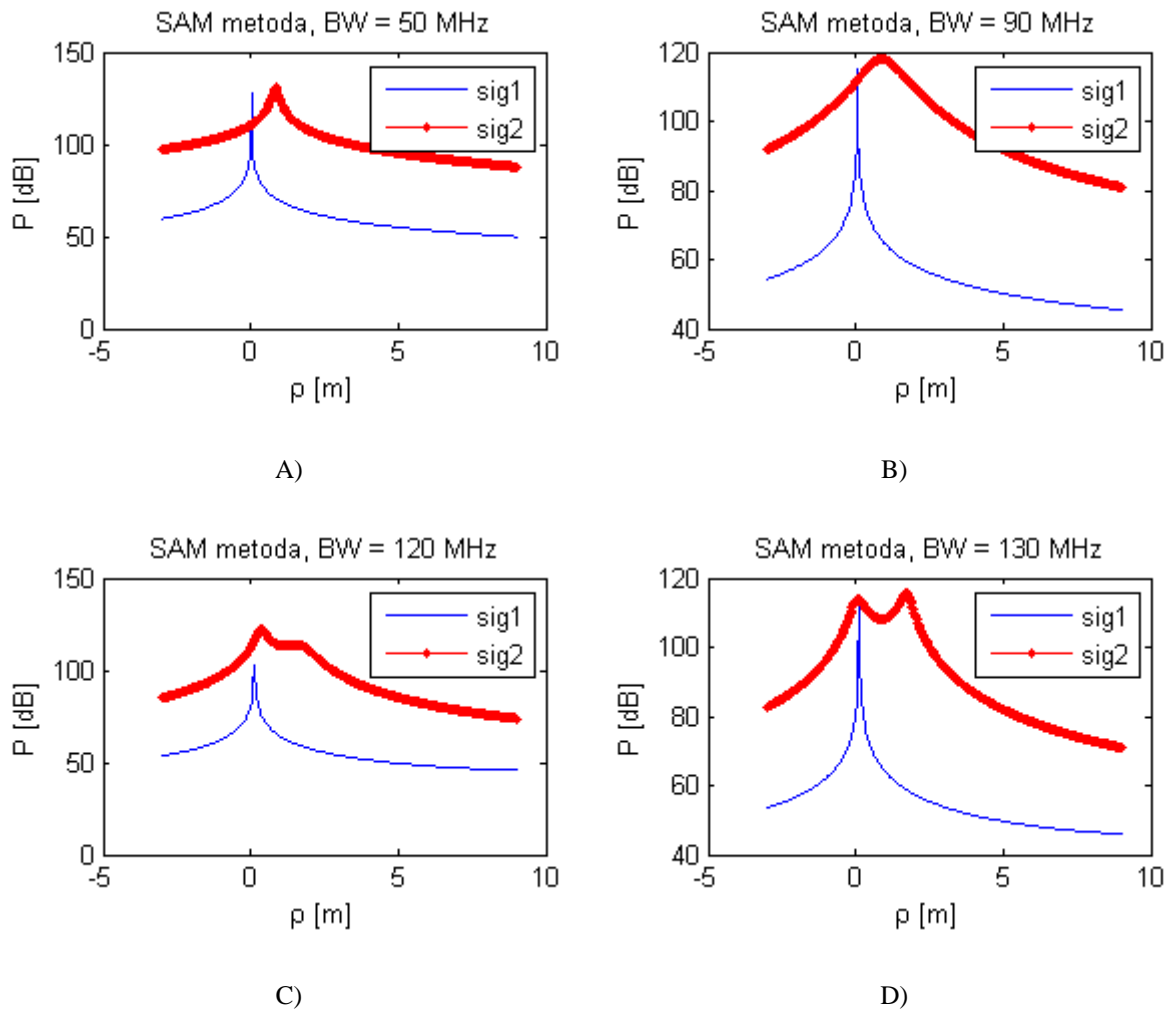 SAM metoda, BW = 50 MHz
150
100
50
0
P [dB]
-5
0
5
10
ρ [m]
sig1
sig2
A)
SAM metoda, BW = 90 MHz
120
100
80
60
40
P [dB]
-5
0
5
10
ρ [m]
sig1
sig2
B)
SAM metoda, BW = 120 MHz
150
100
50
0
P [dB]
-5
0
5
10
ρ [m]
sig1
sig2
C)
SAM metoda, BW = 130 MHz
120
100
80
60
40
P [dB]
-5
0
5
10
ρ [m]
sig1
sig2
D)